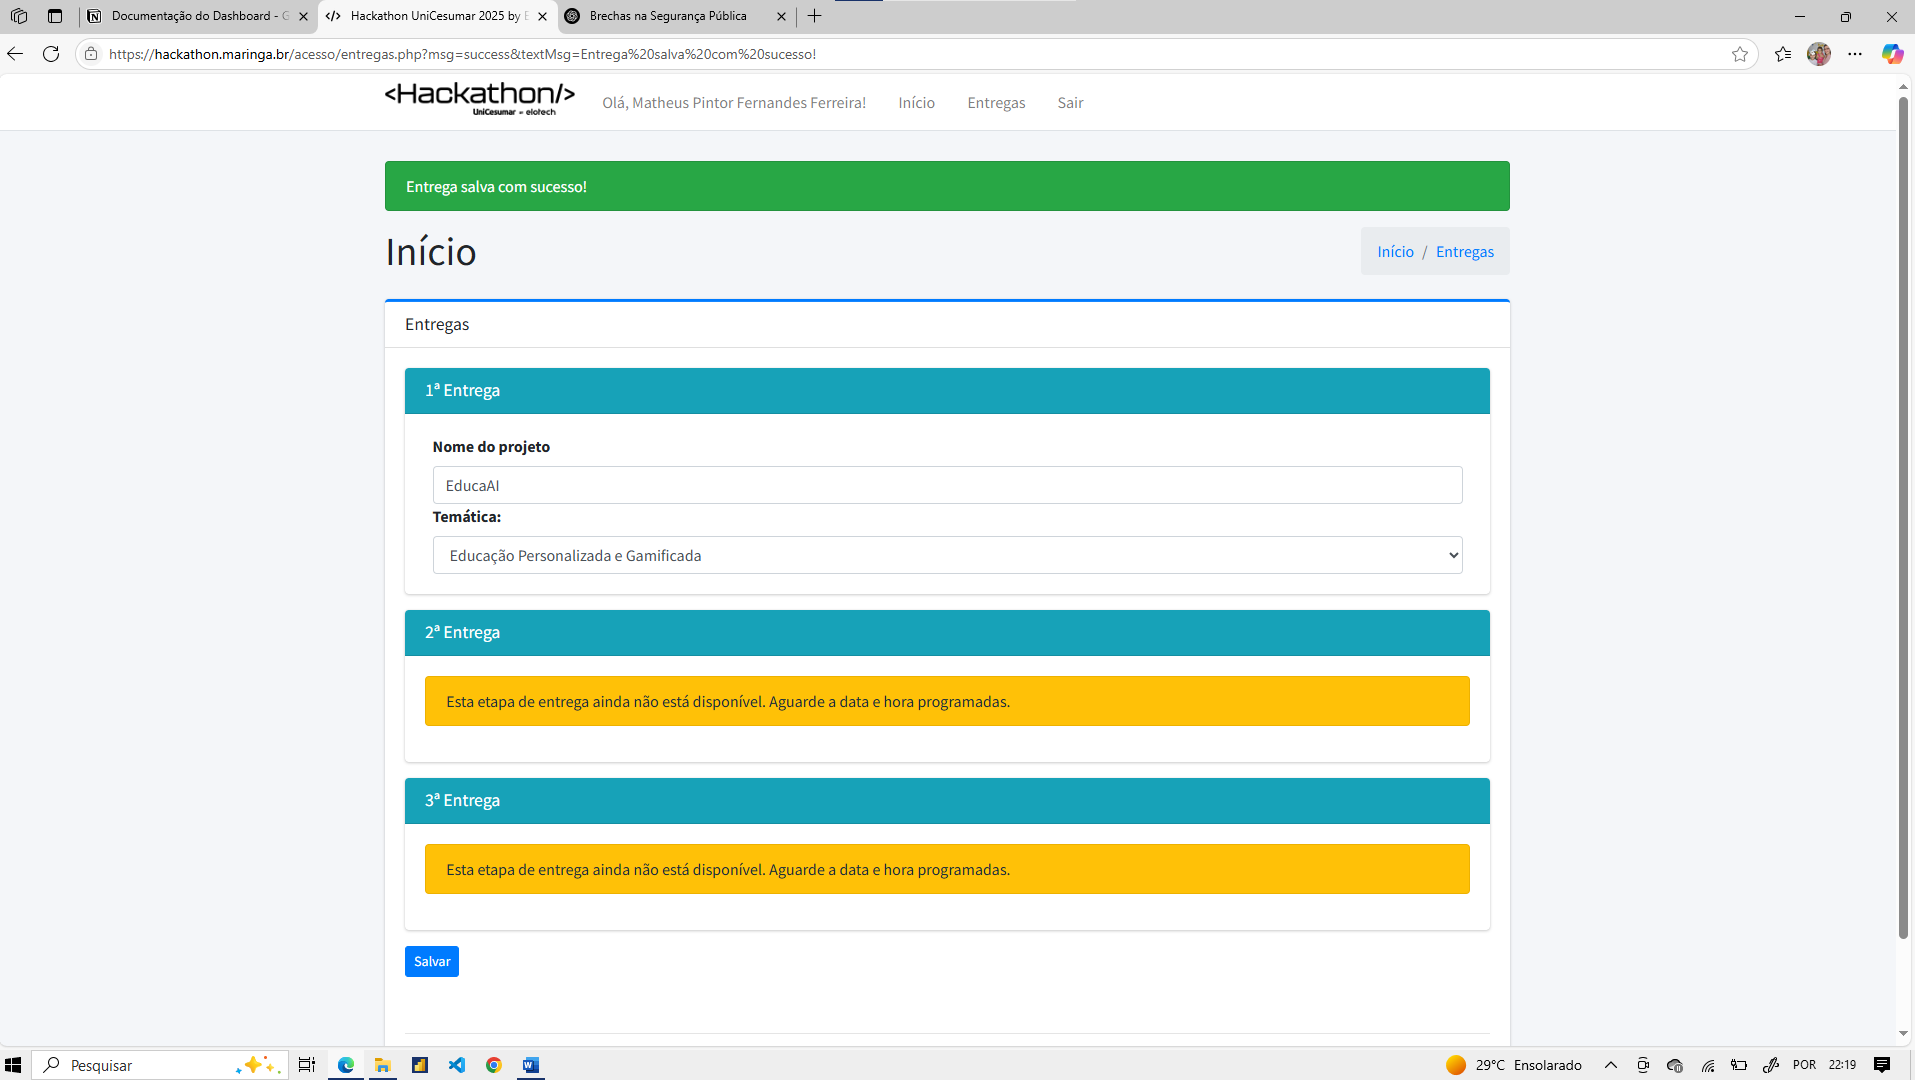 Documentação do Dashboard - G
Hackathon UniCesumar 2025 by E
Brechas na Segurança Pública
https://hackathon.maringa.br/acesso/entregas.php?msg=success&textMsg=Entrega%20salva%20com%20sucesso!
<Hackathon/>
UniCesumar + elotech
Olá, Matheus Pintor Fernandes Ferreira!
Início
Entregas
Sair
Entrega salva com sucesso!
Início
Início / Entregas
Entregas
1ª Entrega
Nome do projeto
EducaAI
Temática:
Educação Personalizada e Gamificada
2ª Entrega
Esta etapa de entrega ainda não está disponível. Aguarde a data e hora programadas.
3ª Entrega
Esta etapa de entrega ainda não está disponível. Aguarde a data e hora programadas.
Salvar
Pesquisar
29°C Ensolarado
POR
22:19